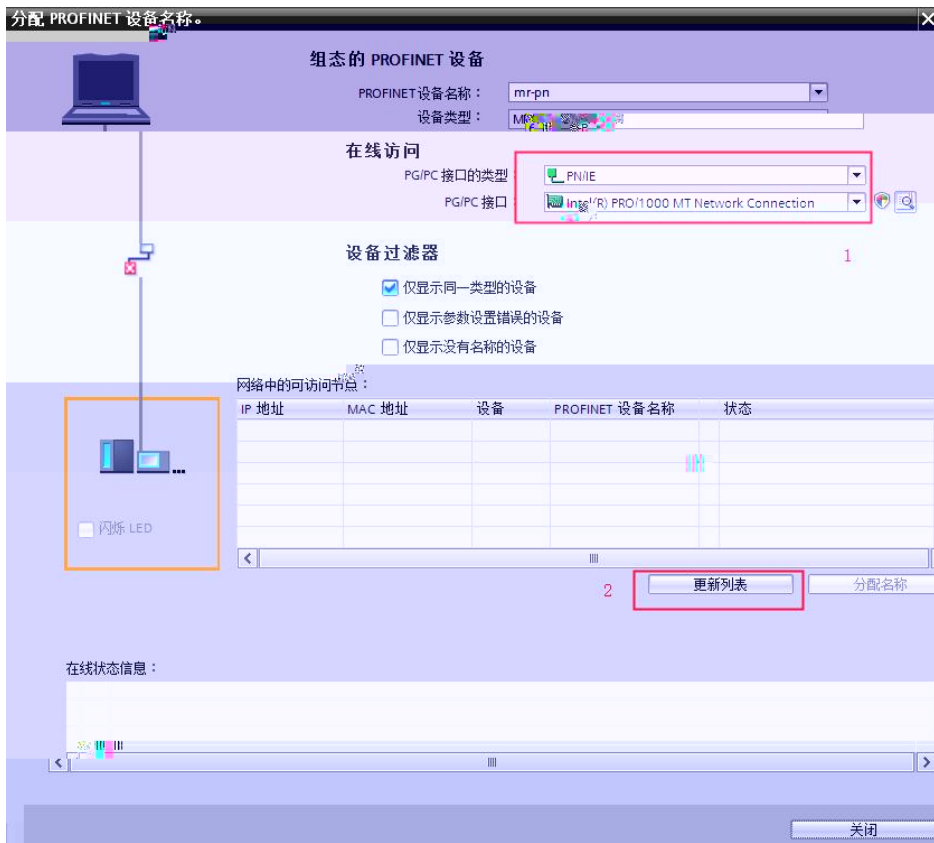 分配 PROFINET 设备名称。
组态的 PROFINET 设备
PROFINET设备名称： mr-pn
设备类型：
在线访问
PG/PC 接口的类型： PN/IE
PG/PC 接口： Intel(R) PRO/1000 MT Network Connection
1
设备过滤器
仅显示同一类型的设备
仅显示参数设置错误的设备
仅显示没有名称的设备
网络中的可访问节点：
IP 地址 MAC 地址 设备 PROFINET 设备名称 状态
闪烁 LED
2 更新列表 分配名称
在线状态信息：
关闭